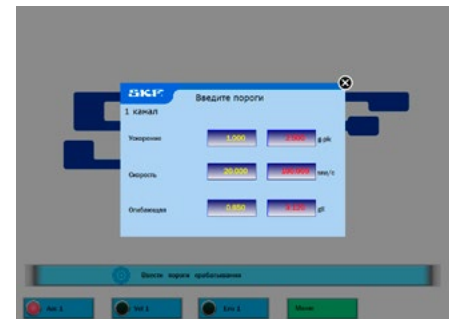 SKF
Введите пороги
1 канал
Ускорение 1.000 g pk
Скорость 20.000 мм/с
Огибающая 0.850 gE
Ввести пороги срабатывания
Acc 1 Vel 1 Env 1 Меню